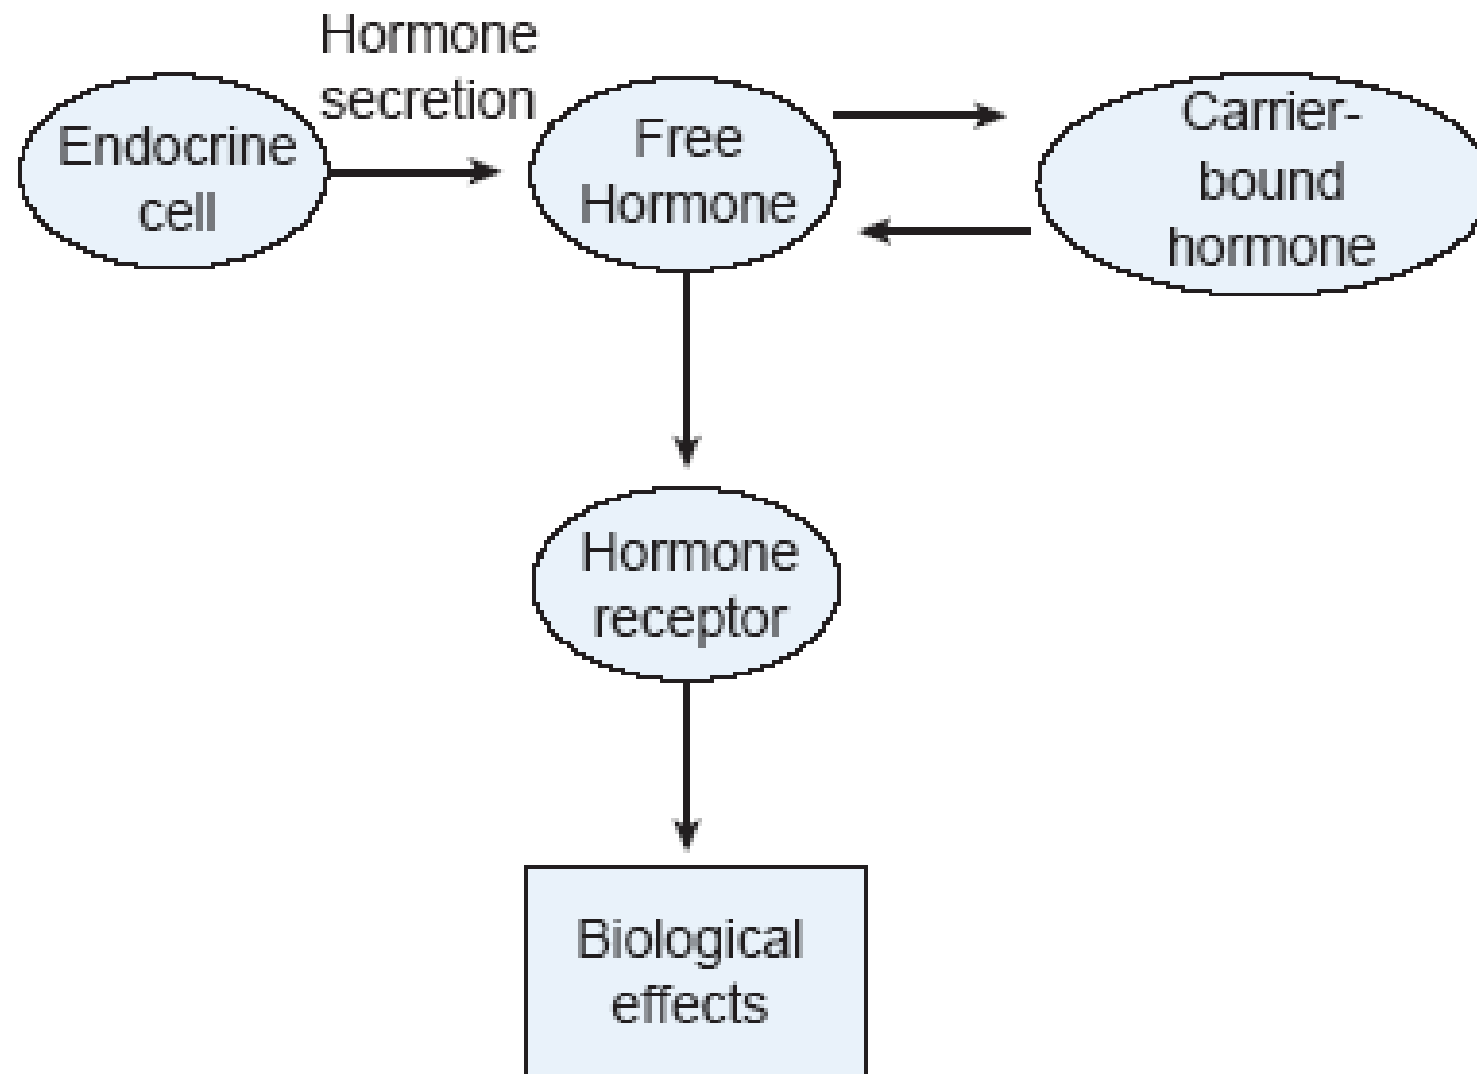 Hormone
secretion
Endocrine
cell
Free
Hormone
Carrier-
bound
hormone
Hormone
receptor
Biological
effects